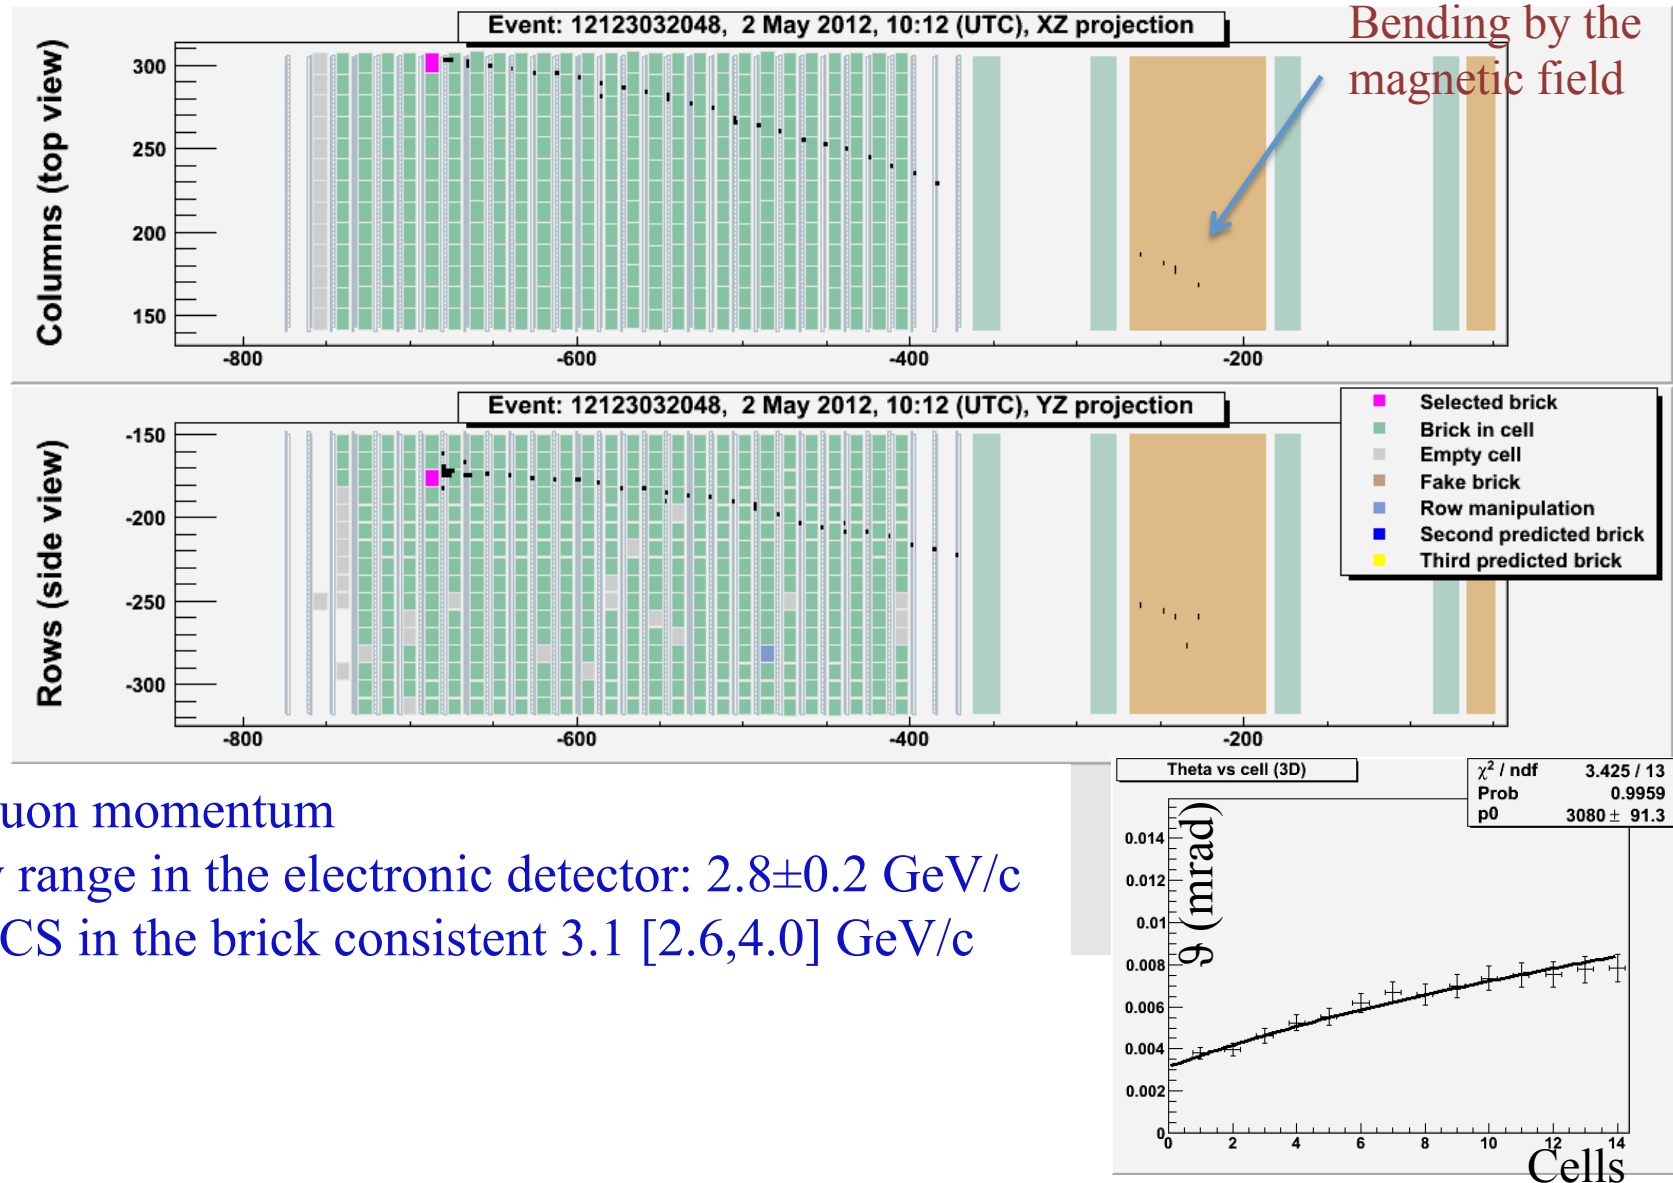 Event: 12123032048, 2 May 2012, 10:12 (UTC), XZ projection
Bending by the
magnetic field
Columns (top view)
300
250
200
150
-800
-600
-400
-200
Event: 12123032048, 2 May 2012, 10:12 (UTC), YZ projection
Selected brick
Brick in cell
Empty cell
Fake brick
Row manipulation
Second predicted brick
Third predicted brick
Rows (side view)
-150
-200
-250
-300
-800
-600
-400
-200
uon momentum
y range in the electronic detector: 2.8±0.2 GeV/c
CS in the brick consistent 3.1 [2.6,4.0] GeV/c
Theta vs cell (3D)
χ² / ndf 3.425 / 13
Prob 0.9959
p0 3080 ± 91.3
ϑ (mrad)
0.014
0.012
0.01
0.008
0.006
0.004
0.002
0
0 2 4 6 8 10 12 14
Cells